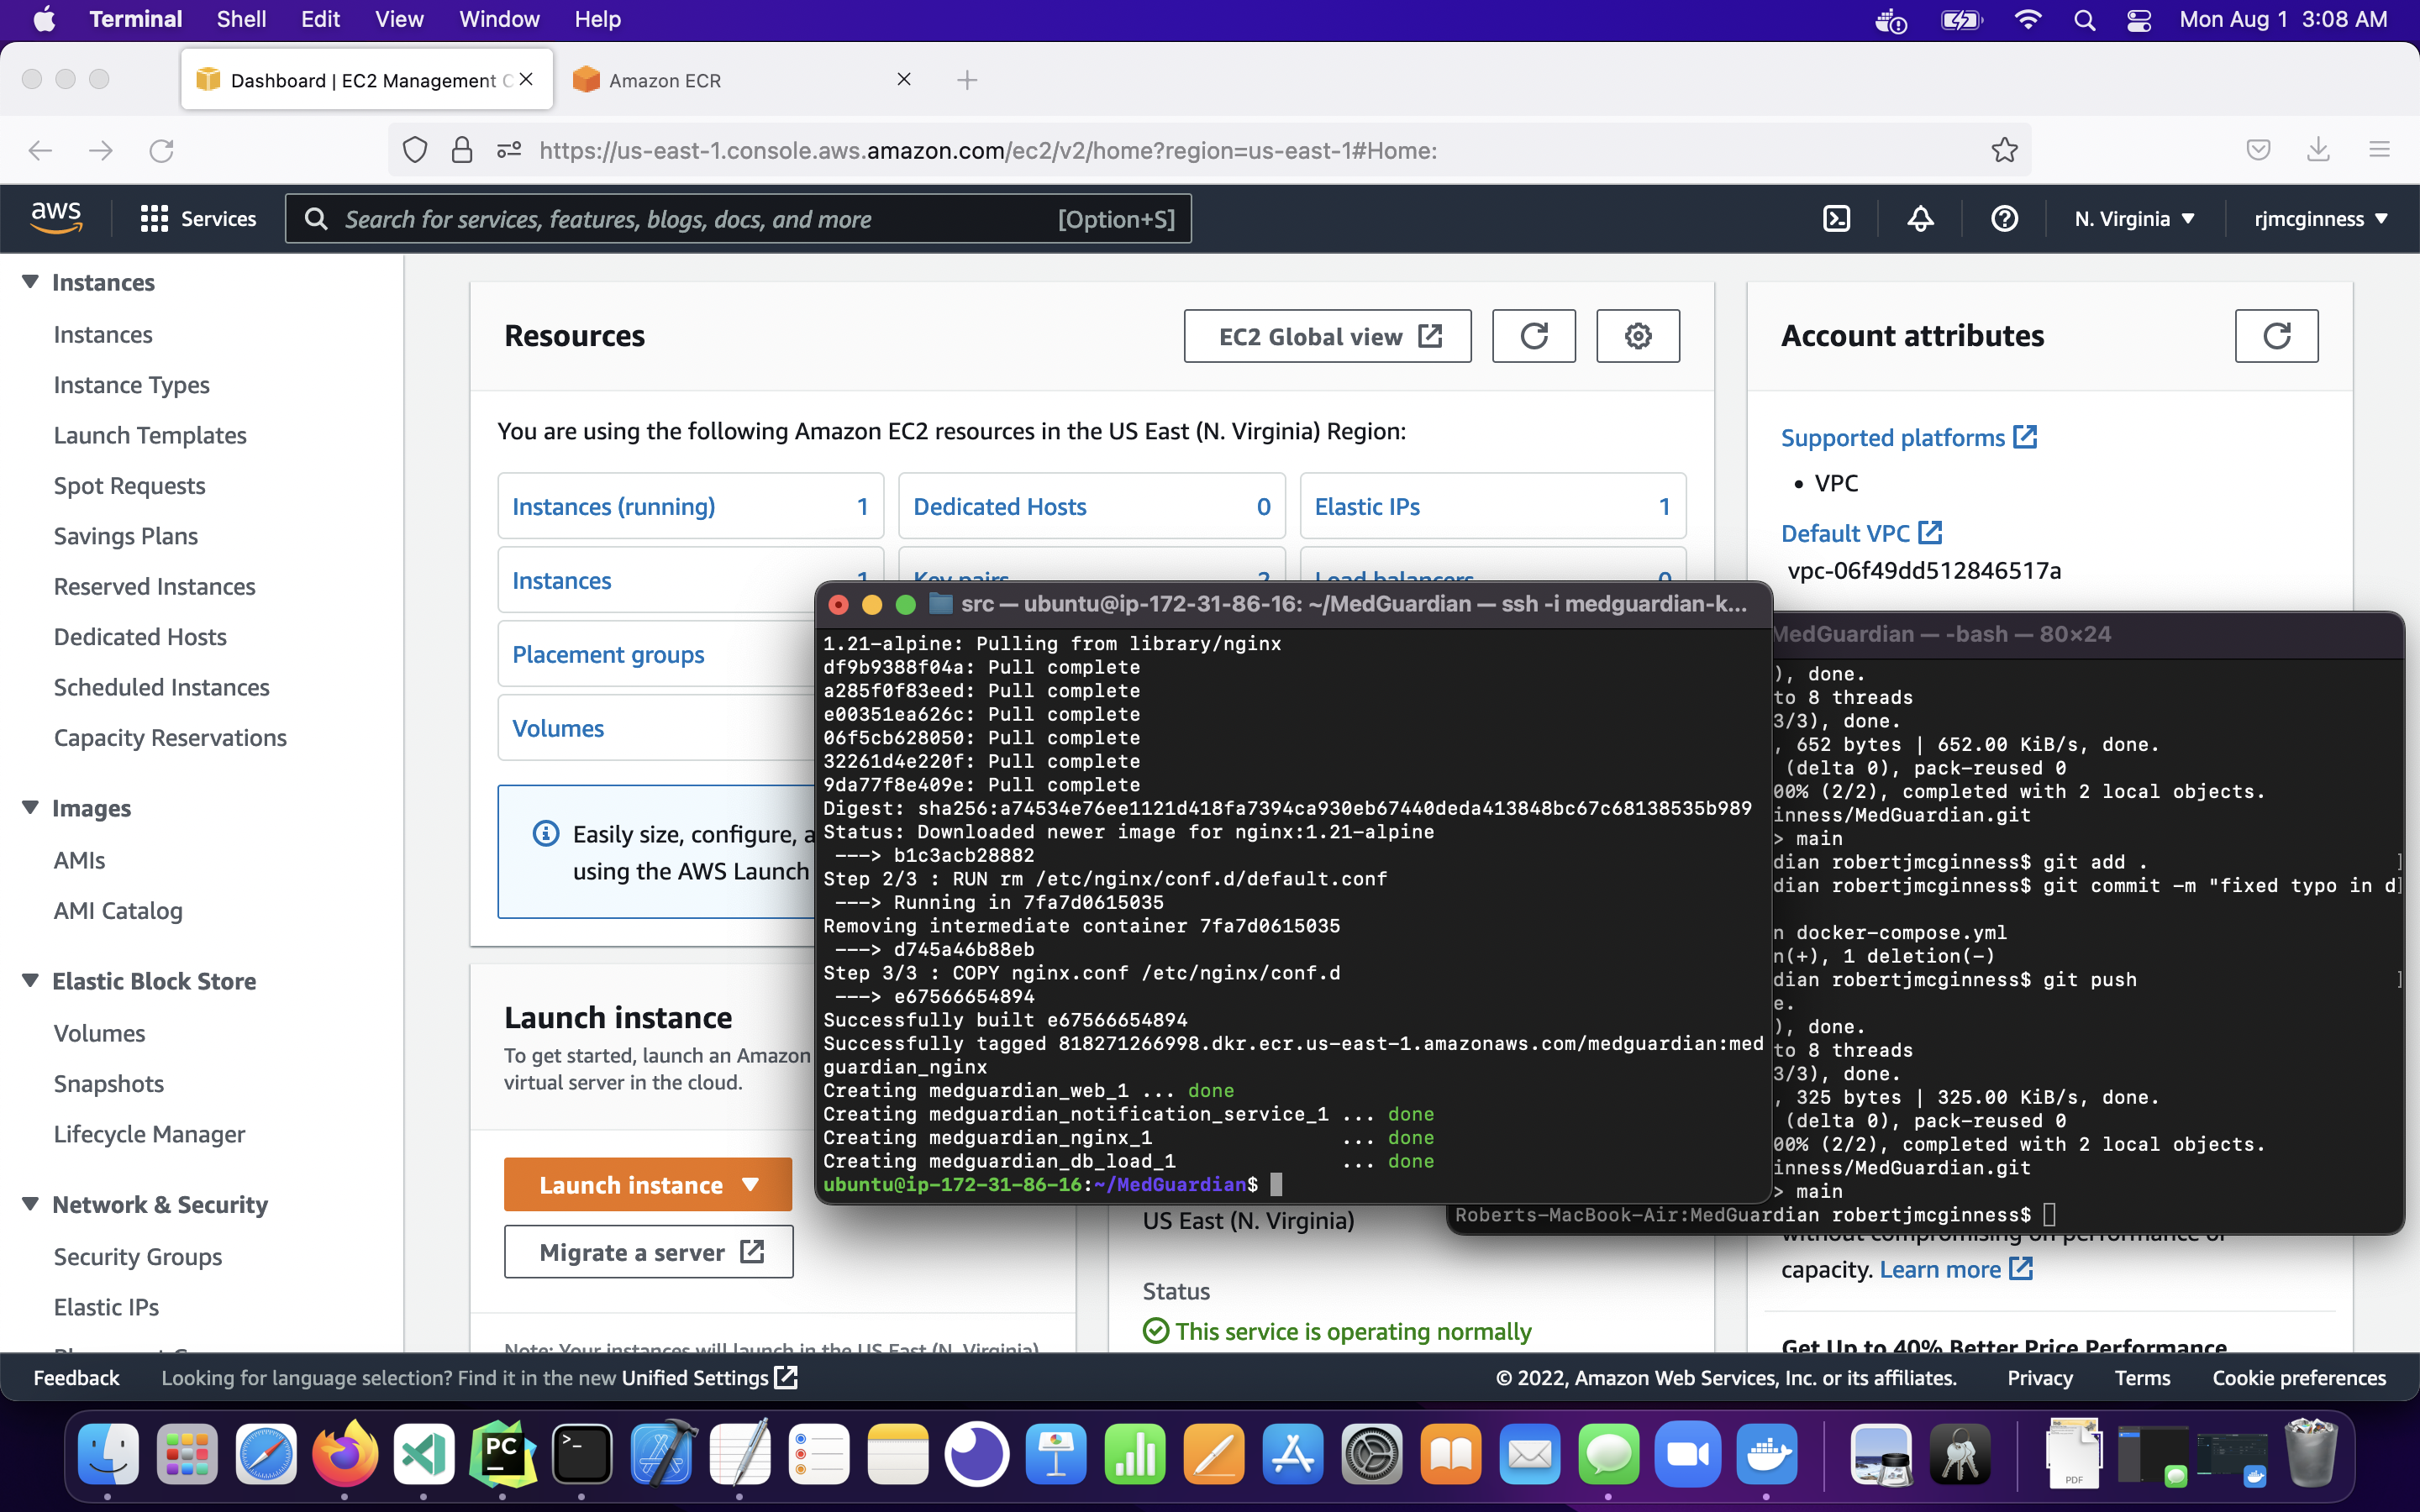 Terminal Shell Edit View Window Help Mon Aug 1 3:08 AM
Dashboard | EC2 Management C Amazon ECR
https://us-east-1.console.aws.amazon.com/ec2/v2/home?region=us-east-1#Home:
aws Services Search for services, features, blogs, docs, and more [Option+S] N. Virginia rjmcginness
Instances
Instances
Instance Types
Launch Templates
Spot Requests
Savings Plans
Reserved Instances
Dedicated Hosts
Scheduled Instances
Capacity Reservations
Images
AMIs
AMI Catalog
Elastic Block Store
Volumes
Snapshots
Lifecycle Manager
Network & Security
Security Groups
Elastic IPs
Resources
EC2 Global view
You are using the following Amazon EC2 resources in the US East (N. Virginia) Region:
Instances (running) 1 Dedicated Hosts 0 Elastic IPs 1
Instances 1 Key pairs 2 Load balancers 0
Placement groups
Volumes
Easily size, configure, a
using the AWS Launch
Launch instance
To get started, launch an Amazon
virtual server in the cloud.
Launch instance
Migrate a server
Note: Your instances will launch in the US East (N. Virginia)
US East (N. Virginia)
Status
This service is operating normally
Account attributes
Supported platforms
• VPC
Default VPC
vpc-06f49dd512846517a
without compromising on performance or
capacity. Learn more
Get Up to 40% Better Price Performance
src — ubuntu@ip-172-31-86-16: ~/MedGuardian — ssh -i medguardian-k...
1.21-alpine: Pulling from library/nginx
df9b9388f04a: Pull complete
a285f0f83eed: Pull complete
e00351ea626c: Pull complete
06f5cb628050: Pull complete
32261d4e220f: Pull complete
9da77f8e409e: Pull complete
Digest: sha256:a74534e76ee1121d418fa7394ca930eb67440deda413848bc67c68138535b989
Status: Downloaded newer image for nginx:1.21-alpine
---> b1c3acb28882
Step 2/3 : RUN rm /etc/nginx/conf.d/default.conf
---> Running in 7fa7d0615035
Removing intermediate container 7fa7d0615035
---> d745a46b88eb
Step 3/3 : COPY nginx.conf /etc/nginx/conf.d
---> e67566654894
Successfully built e67566654894
Successfully tagged 818271266998.dkr.ecr.us-east-1.amazonaws.com/medguardian:med
guardian_nginx
Creating medguardian_web_1 ... done
Creating medguardian_notification_service_1 ... done
Creating medguardian_nginx_1 ... done
Creating medguardian_db_load_1 ... done
ubuntu@ip-172-31-86-16:~/MedGuardian$
MedGuardian — -bash — 80×24
), done.
to 8 threads
3/3), done.
, 652 bytes | 652.00 KiB/s, done.
(delta 0), pack-reused 0
00% (2/2), completed with 2 local objects.
inness/MedGuardian.git
> main
dian robertjmcginness$ git add . ]
dian robertjmcginness$ git commit -m "fixed typo in d]
n docker-compose.yml
n(+), 1 deletion(-)
dian robertjmcginness$ git push ]
e.
), done.
to 8 threads
3/3), done.
, 325 bytes | 325.00 KiB/s, done.
(delta 0), pack-reused 0
00% (2/2), completed with 2 local objects.
inness/MedGuardian.git
> main
Roberts-MacBook-Air:MedGuardian robertjmcginness$
Feedback Looking for language selection? Find it in the new Unified Settings © 2022, Amazon Web Services, Inc. or its affiliates. Privacy Terms Cookie preferences
PC
PDF